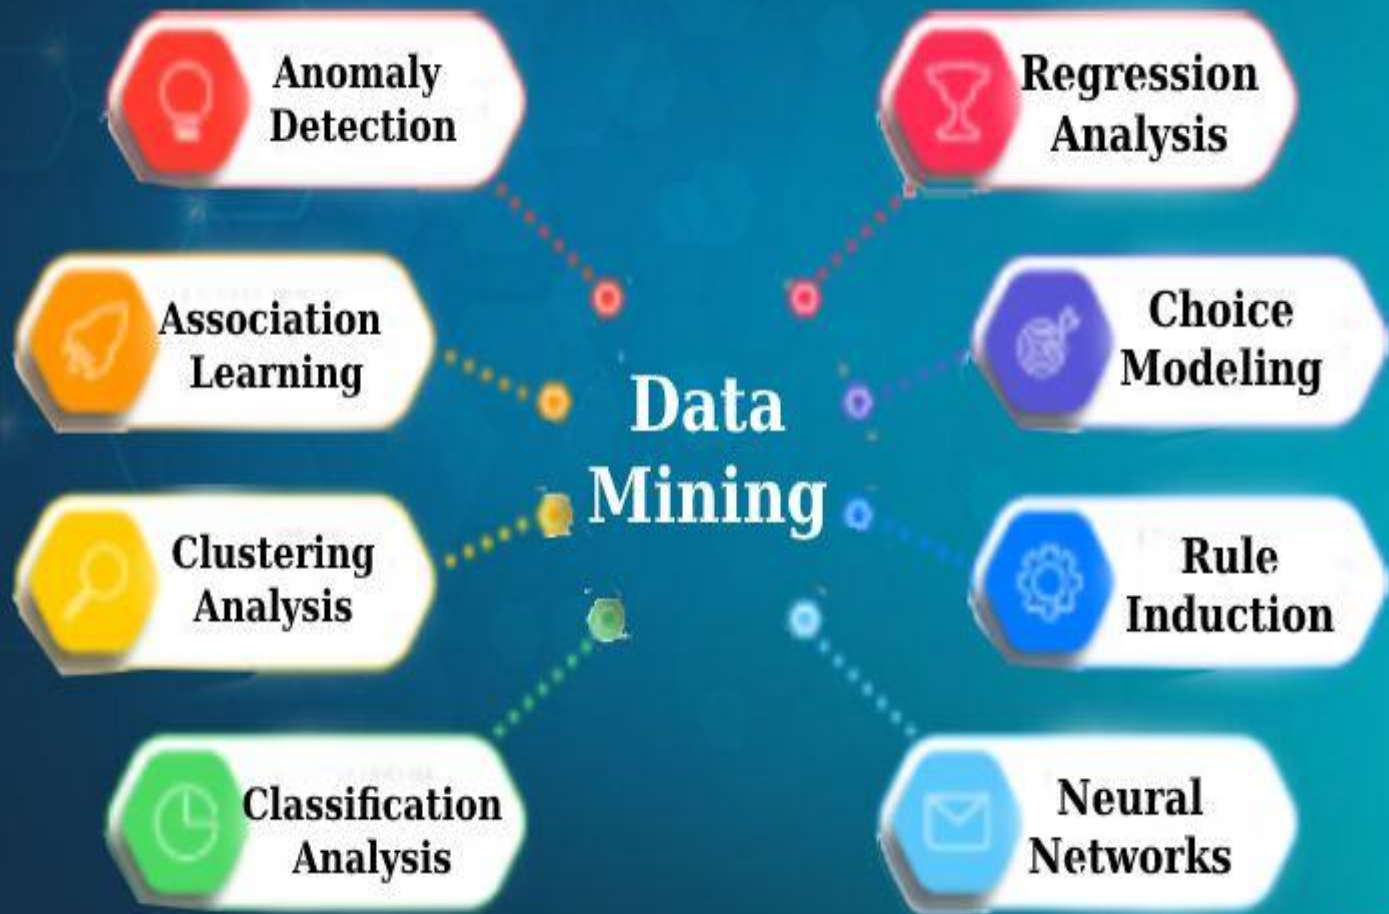 Anomaly
Detection
Association
Learning
Clustering
Analysis
Classification
Analysis
Data
Mining
Regression
Analysis
Choice
Modeling
Rule
Induction
Neural
Networks